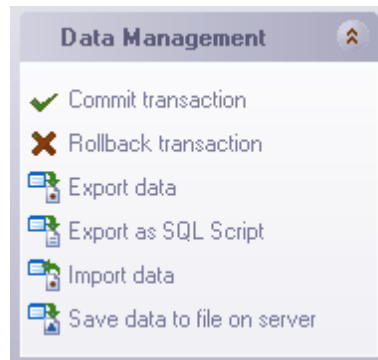 Data Management
Commit transaction
Rollback transaction
Export data
Export as SQL Script
Import data
Save data to file on server